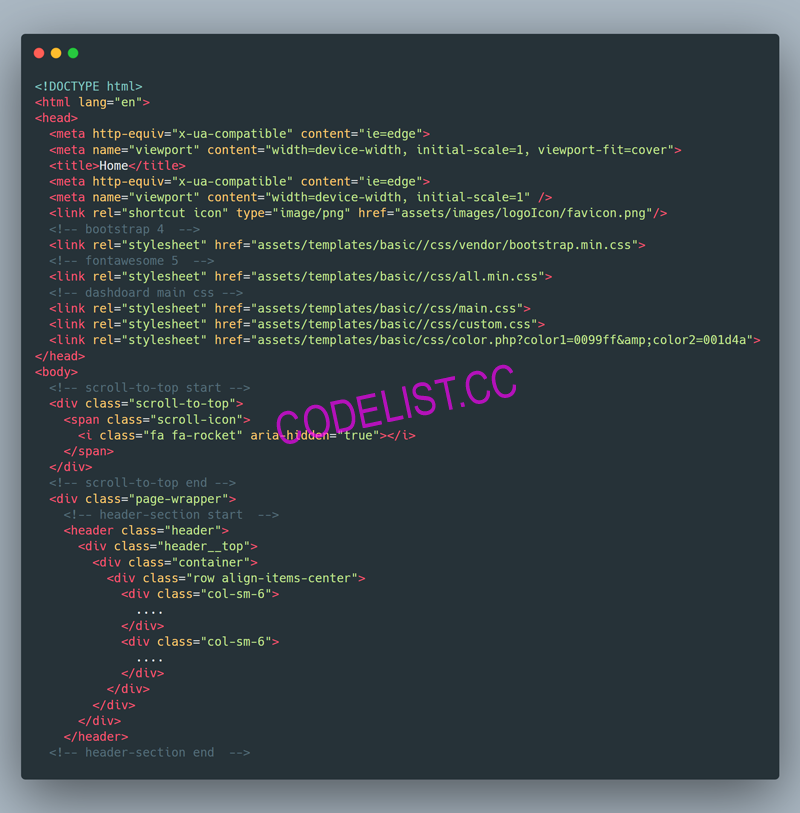 <!DOCTYPE html>
<html lang="en">
<head>
  <meta http-equiv="x-ua-compatible" content="ie=edge">
  <meta name="viewport" content="width=device-width, initial-scale=1, viewport-fit=cover">
  <title>Home</title>
  <meta http-equiv="x-ua-compatible" content="ie=edge">
  <meta name="viewport" content="width=device-width, initial-scale=1" />
  <link rel="shortcut icon" type="image/png" href="assets/images/logoIcon/favicon.png"/>
  <!-- bootstrap 4  -->
  <link rel="stylesheet" href="assets/templates/basic//css/vendor/bootstrap.min.css">
  <!-- fontawesome 5  -->
  <link rel="stylesheet" href="assets/templates/basic//css/all.min.css">
  <!-- dashdoard main css -->
  <link rel="stylesheet" href="assets/templates/basic//css/main.css">
  <link rel="stylesheet" href="assets/templates/basic//css/custom.css">
  <link rel="stylesheet" href="assets/templates/basic/css/color.php?color1=0099ff&amp;color2=001d4a">
</head>
<body>
  <!-- scroll-to-top start -->
  <div class="scroll-to-top">
    <span class="scroll-icon">
      <i class="fa fa-rocket" aria-hidden="true"></i>
    </span>
  </div>
  <!-- scroll-to-top end -->
  <div class="page-wrapper">
    <!-- header-section start  -->
    <header class="header">
      <div class="header__top">
        <div class="container">
          <div class="row align-items-center">
            <div class="col-sm-6">
              ....
            </div>
            <div class="col-sm-6">
              ....
            </div>
          </div>
        </div>
      </div>
    </header>
  <!-- header-section end  -->
CODELIST.CC